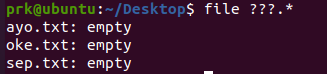 prk@ubuntu:~/Desktop$ file ???.*
ayo.txt: empty
oke.txt: empty
sep.txt: empty